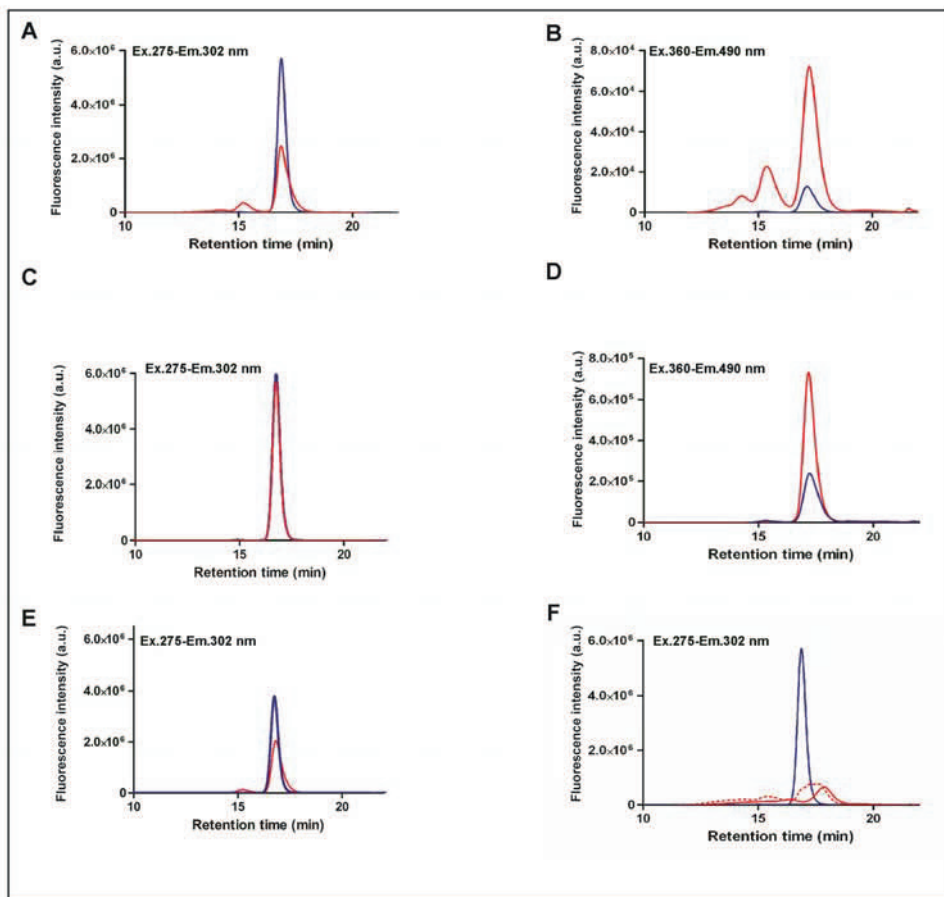 A
Ex.275-Em.302 nm
Fluorescence intensity (a.u.)
6.0×10⁶
4.0×10⁶
2.0×10⁶
0
10
15
20
Retention time (min)
B
Ex.360-Em.490 nm
Fluorescence intensity (a.u.)
8.0×10⁴
6.0×10⁴
4.0×10⁴
2.0×10⁴
0
10
15
20
Retention time (min)
C
Ex.275-Em.302 nm
Fluorescence intensity (a.u.)
6.0×10⁶
4.0×10⁶
2.0×10⁶
0
10
15
20
Retention time (min)
D
Ex.360-Em.490 nm
Fluorescence intensity (a.u.)
8.0×10⁵
6.0×10⁵
4.0×10⁵
2.0×10⁵
0
10
15
20
Retention time (min)
E
Ex.275-Em.302 nm
Fluorescence intensity (a.u.)
6.0×10⁶
4.0×10⁶
2.0×10⁶
0
10
15
20
Retention time (min)
F
Ex.275-Em.302 nm
Fluorescence intensity (a.u.)
6.0×10⁶
4.0×10⁶
2.0×10⁶
0
10
15
20
Retention time (min)